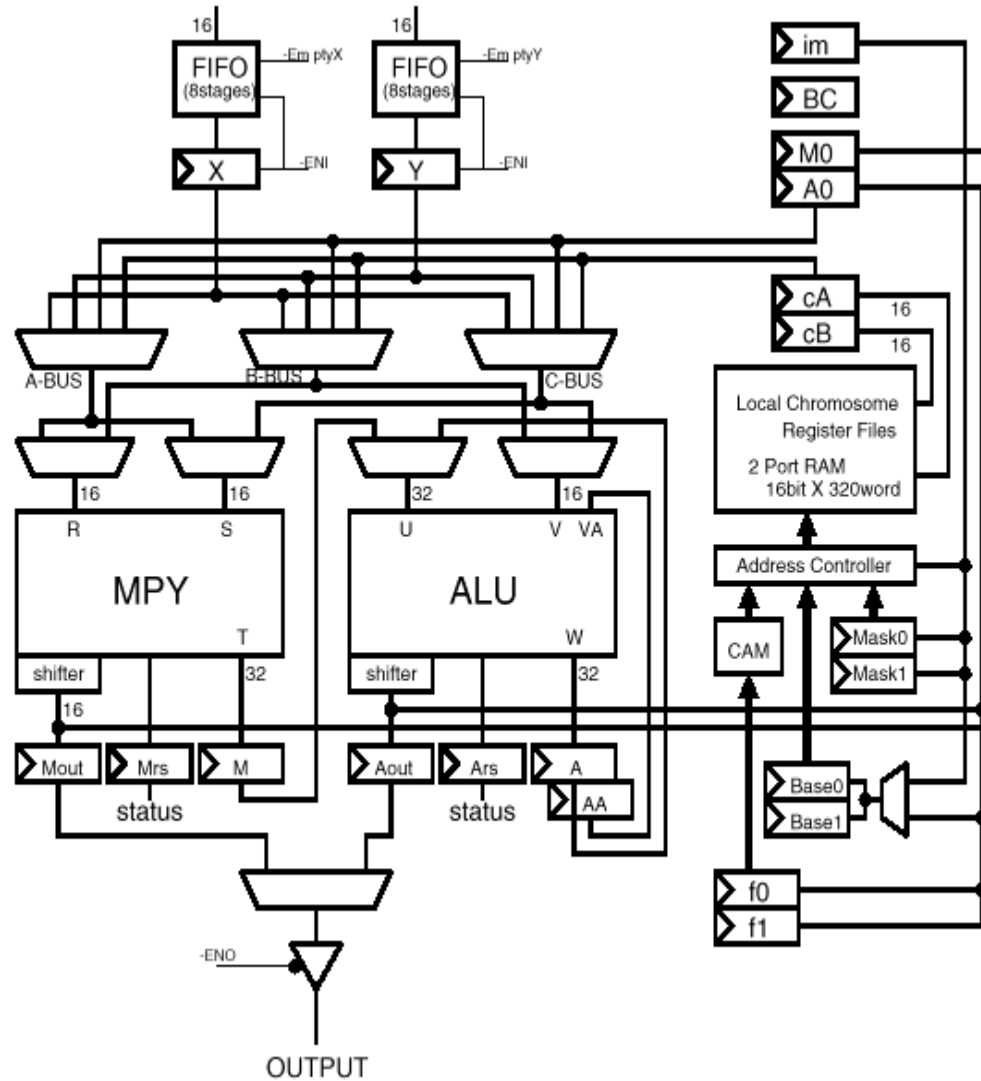 16
16
-Em ptyX
-Em ptyY
FIFO
(8stages)
FIFO
(8stages)
im
BC
X
-ENI
Y
-ENI
M0
A0
cA
16
cB
16
A-BUS
B-BUS
C-BUS
Local Chromosome
Register Files
2 Port RAM
16bit X 320word
16
16
32
16
R
S
U
V
VA
MPY
ALU
Address Controller
T
W
CAM
Mask0
Mask1
shifter
32
shifter
32
16
Mout
Mrs
M
Aout
Ars
A
AA
status
status
Base0
Base1
f0
f1
-ENO
OUTPUT